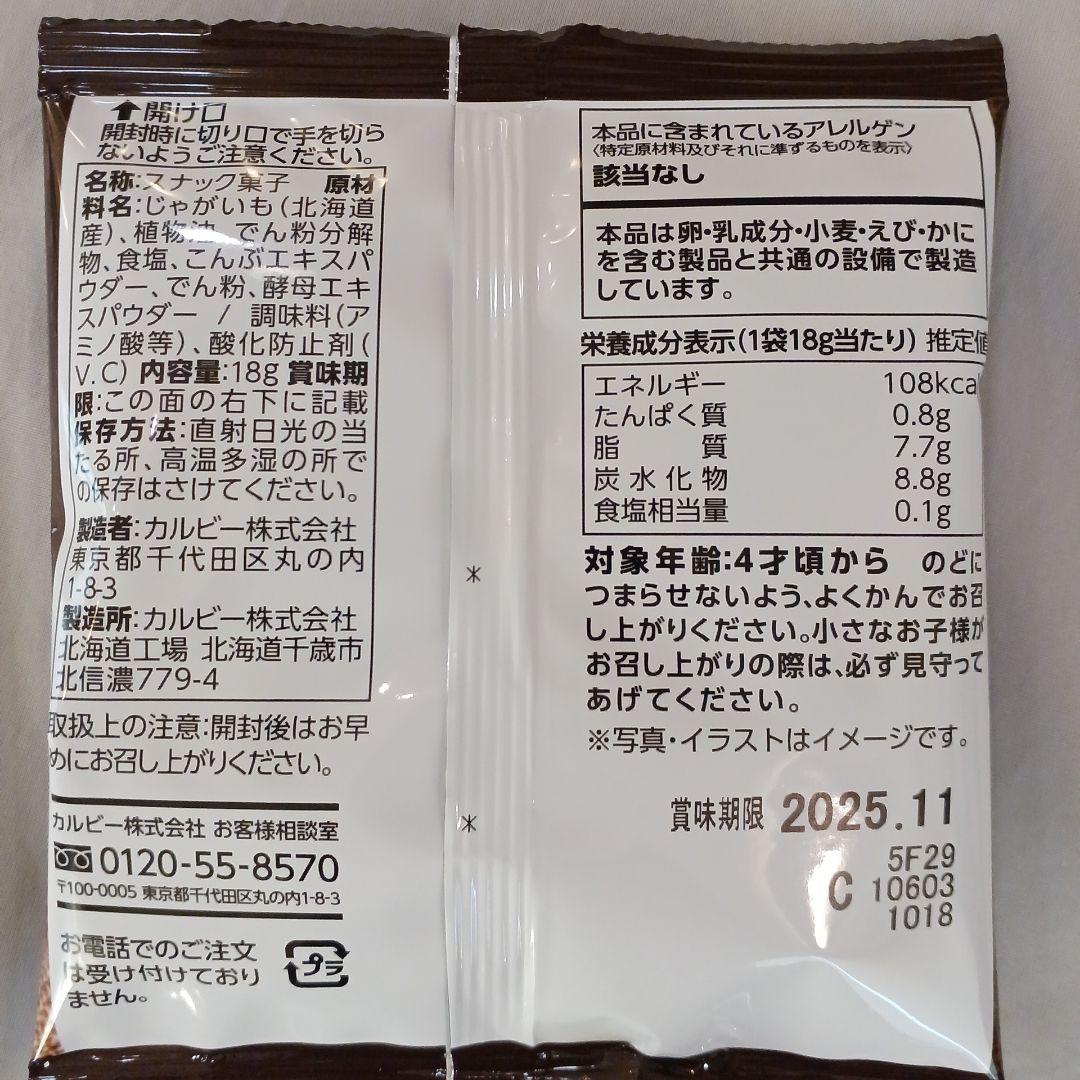 ⬆開け口
開封時に切り口で手を切ら
ないようご注意ください。
名称:スナック菓子 原材
料名:じゃがいも(北海道
産)、植物油、でん粉分解
物、食塩、こんぶエキスパ
ウダー、でん粉、酵母エキ
スパウダー / 調味料(ア
ミノ酸等)、酸化防止剤(
V.C) 内容量:18g 賞味期
限:この面の右下に記載
保存方法:直射日光の当
たる所、高温多湿の所で
の保存はさけてください。
製造者:カルビー株式会社
東京都千代田区丸の内
1-8-3
製造所:カルビー株式会社
北海道工場 北海道千歳市
北信濃779-4
取扱上の注意:開封後はお早
めにお召し上がりください。
カルビー株式会社 お客様相談室
0120-55-8570
〒100-0005 東京都千代田区丸の内1-8-3
お電話でのご注文
は受け付けており
ません。
プラ
本品に含まれているアレルゲン
〈特定原材料及びそれに準ずるものを表示〉
該当なし
本品は卵・乳成分・小麦・えび・かに
を含む製品と共通の設備で製造
しています。
栄養成分表示(1袋18g当たり) 推定値
エネルギー 108kcal
たんぱく質 0.8g
脂質 7.7g
炭水化物 8.8g
食塩相当量 0.1g
対象年齢:4才頃から のどに
つまらせないよう、よくかんでお召
し上がりください。小さなお子様が
お召し上がりの際は、必ず見守って
あげてください。
※写真・イラストはイメージです。
賞味期限 2025.11
5F29
C 10603
1018